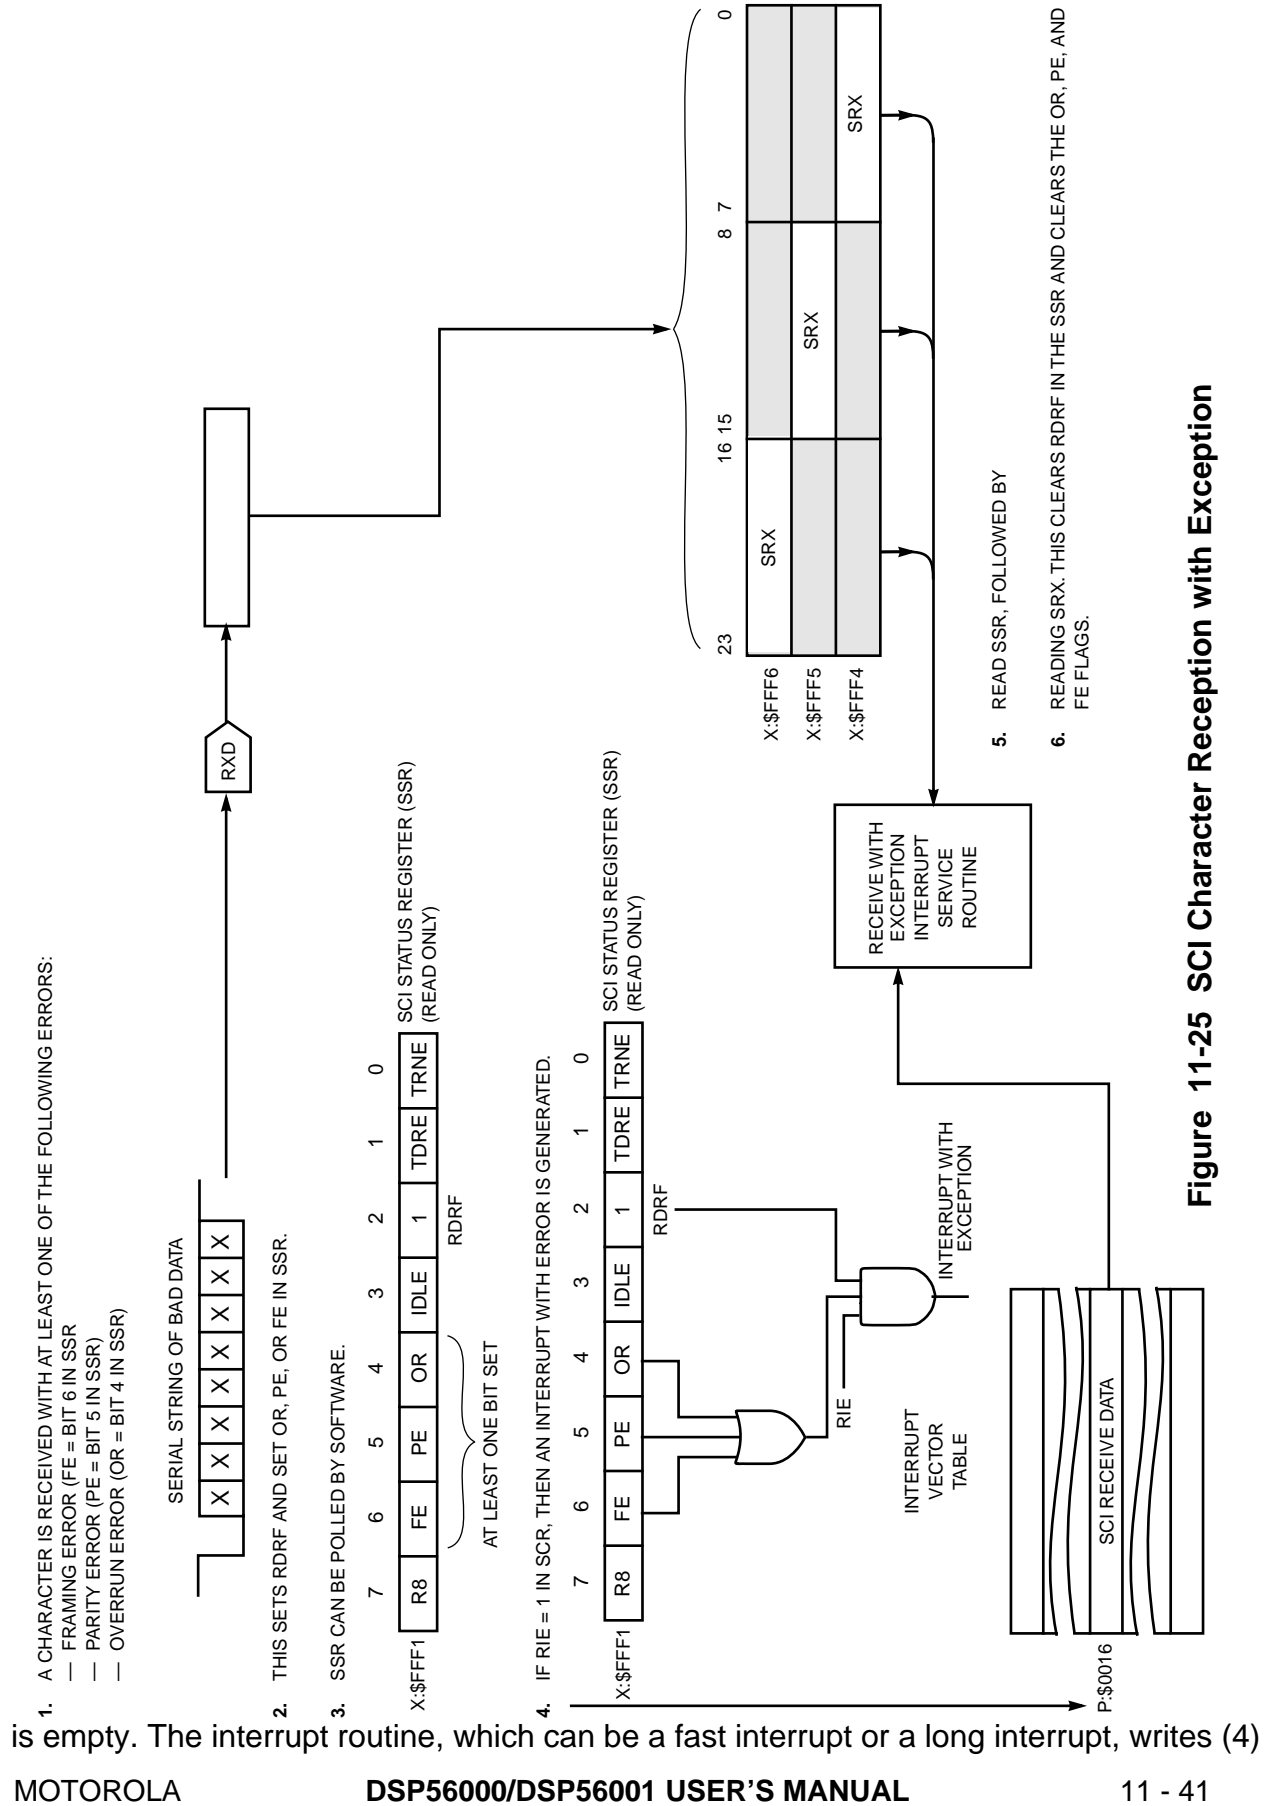 1. A CHARACTER IS RECEIVED WITH AT LEAST ONE OF THE FOLLOWING ERRORS:
— FRAMING ERROR (FE = BIT 6 IN SSR
— PARITY ERROR (PE = BIT 5 IN SSR)
— OVERRUN ERROR (OR = BIT 4 IN SSR)
SERIAL STRING OF BAD DATA
X X X X X X X X
RXD
2. THIS SETS RDRF AND SET OR, PE, OR FE IN SSR.
3. SSR CAN BE POLLED BY SOFTWARE.
7 6 5 4 3 2 1 0
X:$FFF1 R8 FE PE OR IDLE 1 TDRE TRNE
SCI STATUS REGISTER (SSR)
(READ ONLY)
RDRF
AT LEAST ONE BIT SET
4. IF RIE = 1 IN SCR, THEN AN INTERRUPT WITH ERROR IS GENERATED.
7 6 5 4 3 2 1 0
X:$FFF1 R8 FE PE OR IDLE 1 TDRE TRNE
SCI STATUS REGISTER (SSR)
(READ ONLY)
RDRF
RIE
INTERRUPT WITH
EXCEPTION
INTERRUPT
VECTOR
TABLE
P:$0016
SCI RECEIVE DATA
RECEIVE WITH
EXCEPTION
INTERRUPT
SERVICE
ROUTINE
23 16 15 8 7 0
X:$FFF6 SRX
X:$FFF5 SRX
X:$FFF4 SRX
5. READ SSR, FOLLOWED BY
6. READING SRX. THIS CLEARS RDRF IN THE SSR AND CLEARS THE OR, PE, AND
FE FLAGS.
Figure 11-25 SCI Character Reception with Exception
is empty. The interrupt routine, which can be a fast interrupt or a long interrupt, writes (4)
MOTOROLA DSP56000/DSP56001 USER'S MANUAL 11 - 41